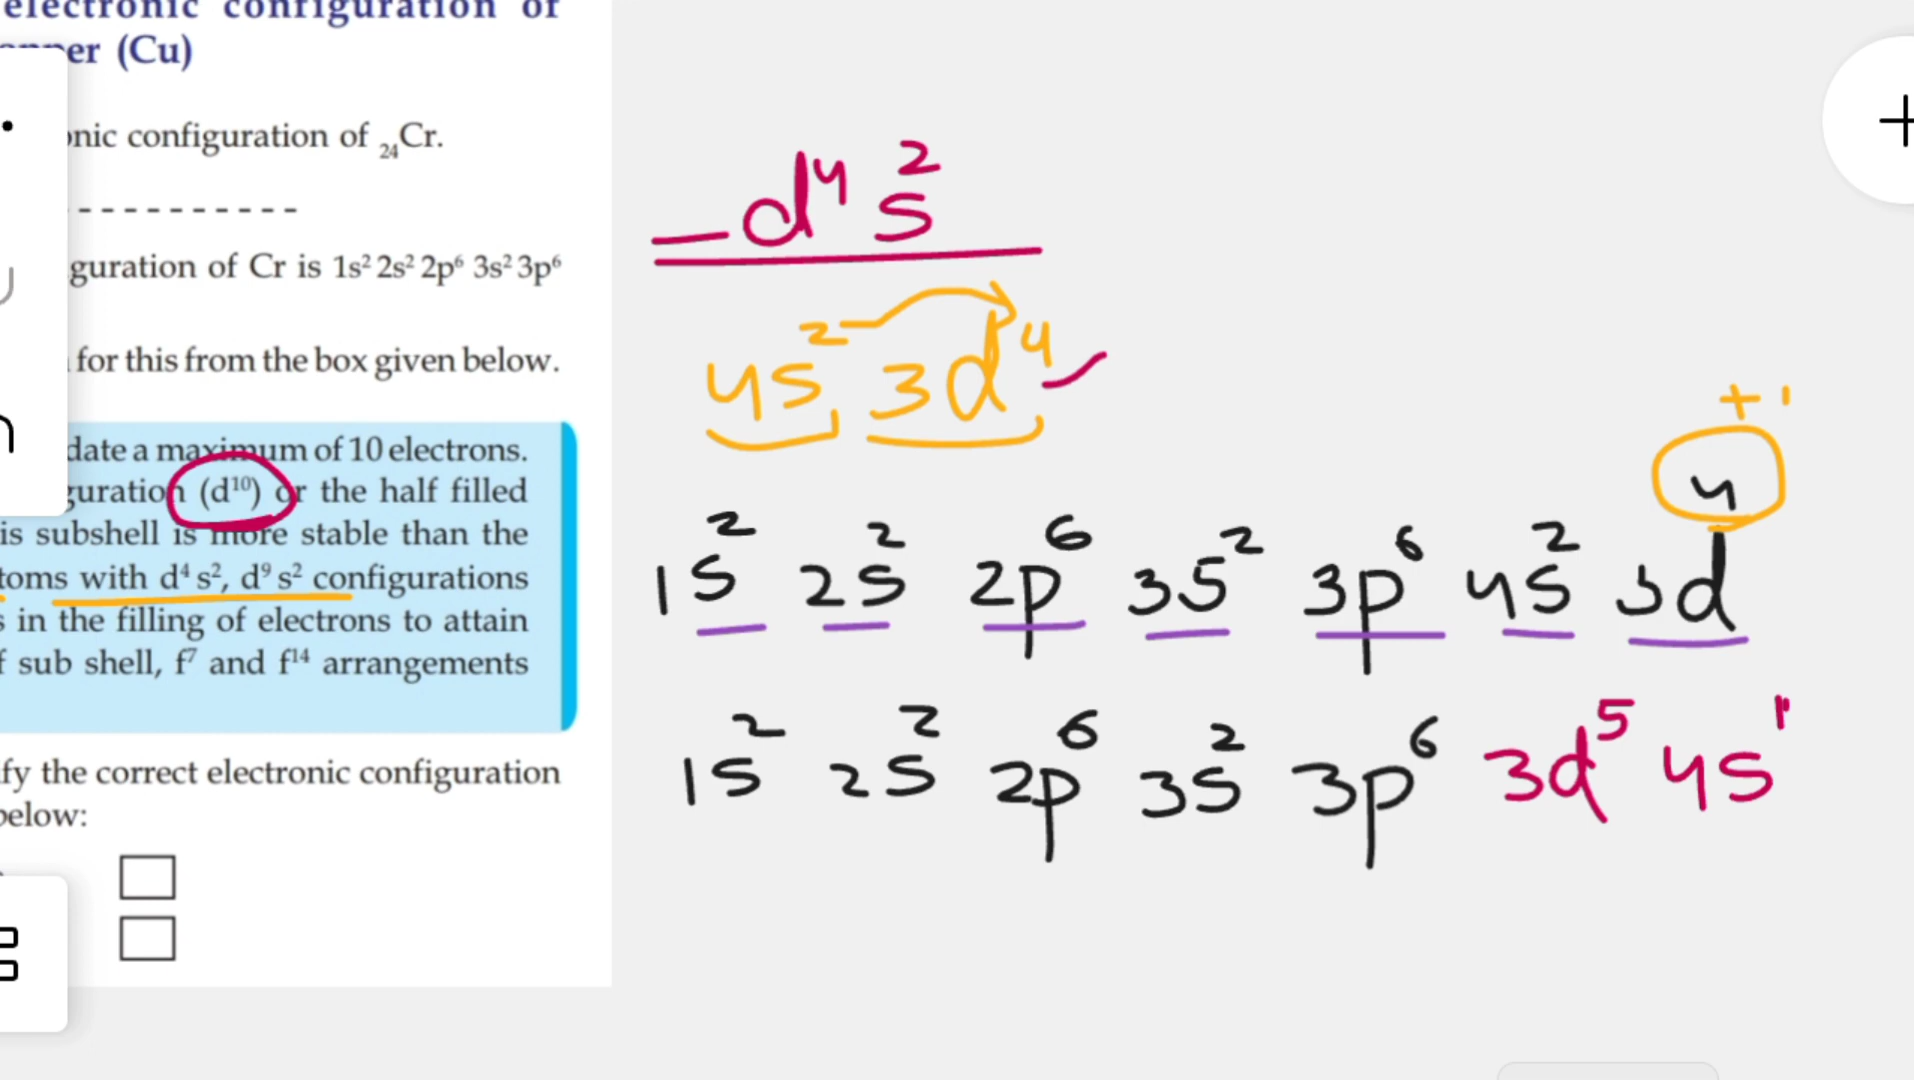 electronic configuration of
er (Cu)
nic configuration of ₂₄Cr.
- - - - - - - - - - -
guration of Cr is 1s² 2s² 2p⁶ 3s² 3p⁶
for this from the box given below.
date a maximum of 10 electrons.
guration (d¹⁰) or the half filled
is subshell is more stable than the
toms with d⁴ s², d⁹ s² configurations
s in the filling of electrons to attain
f sub shell, f⁷ and f¹⁴ arrangements
fy the correct electronic configuration
below:
_ d⁴ s²
4s² 3d⁴
+1
1s² 2s² 2p⁶ 3s² 3p⁶ 4s² 3d⁴
1s² 2s² 2p⁶ 3s² 3p⁶ 3d⁵ 4s¹